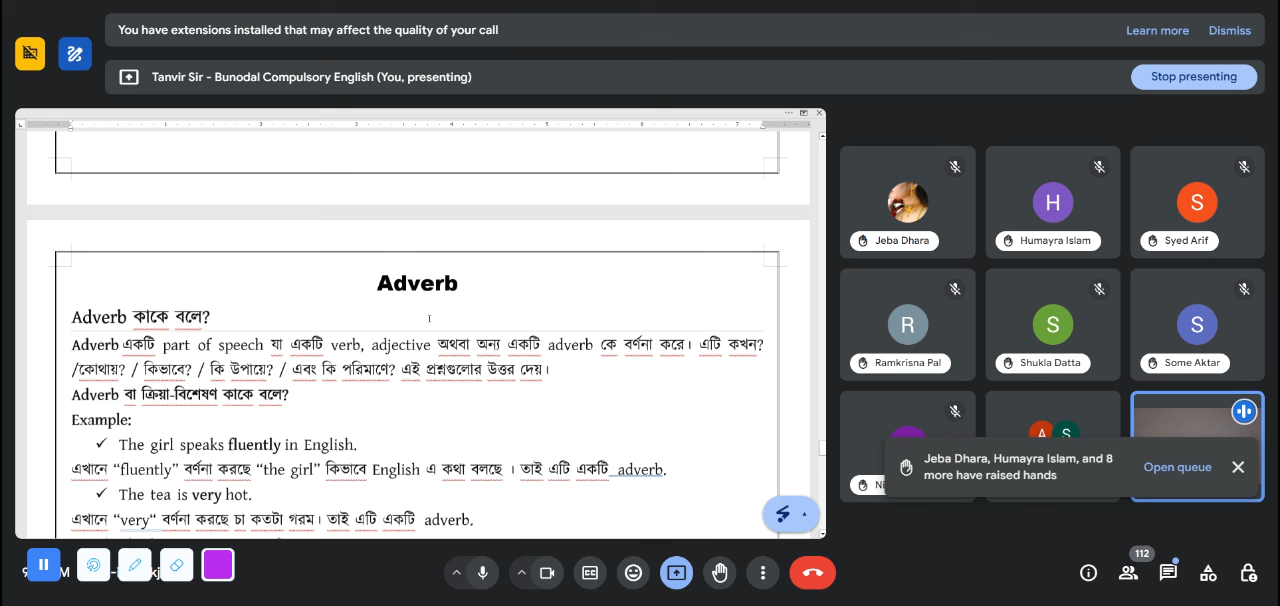 You have extensions installed that may affect the quality of your call
Learn more
Dismiss
Tanvir Sir - Bunodal Compulsory English (You, presenting)
Stop presenting
Adverb
Adverb কাকে বলে?
Adverb একটি part of speech যা একটি verb, adjective অথবা অন্য একটি adverb কে বর্ণনা করে। এটি কখন?
/কোথায়? / কিভাবে? / কি উপায়ে? / এবং কি পরিমাণে? এই প্রশ্নগুলোর উত্তর দেয়।
Adverb বা ক্রিয়া-বিশেষণ কাকে বলে?
Example:
✓ The girl speaks fluently in English.
এখানে “fluently” বর্ণনা করছে “the girl” কিভাবে English এ কথা বলছে । তাই এটি একটি adverb.
✓ The tea is very hot.
এখানে “very“ বর্ণনা করছে চা কতটা গরম। তাই এটি একটি adverb.
Jeba Dhara
H
Humayra Islam
S
Syed Arif
R
Ramkrisna Pal
S
Shukla Datta
S
Some Aktar
A S
Ni
Jeba Dhara, Humayra Islam, and 8
more have raised hands
Open queue
112